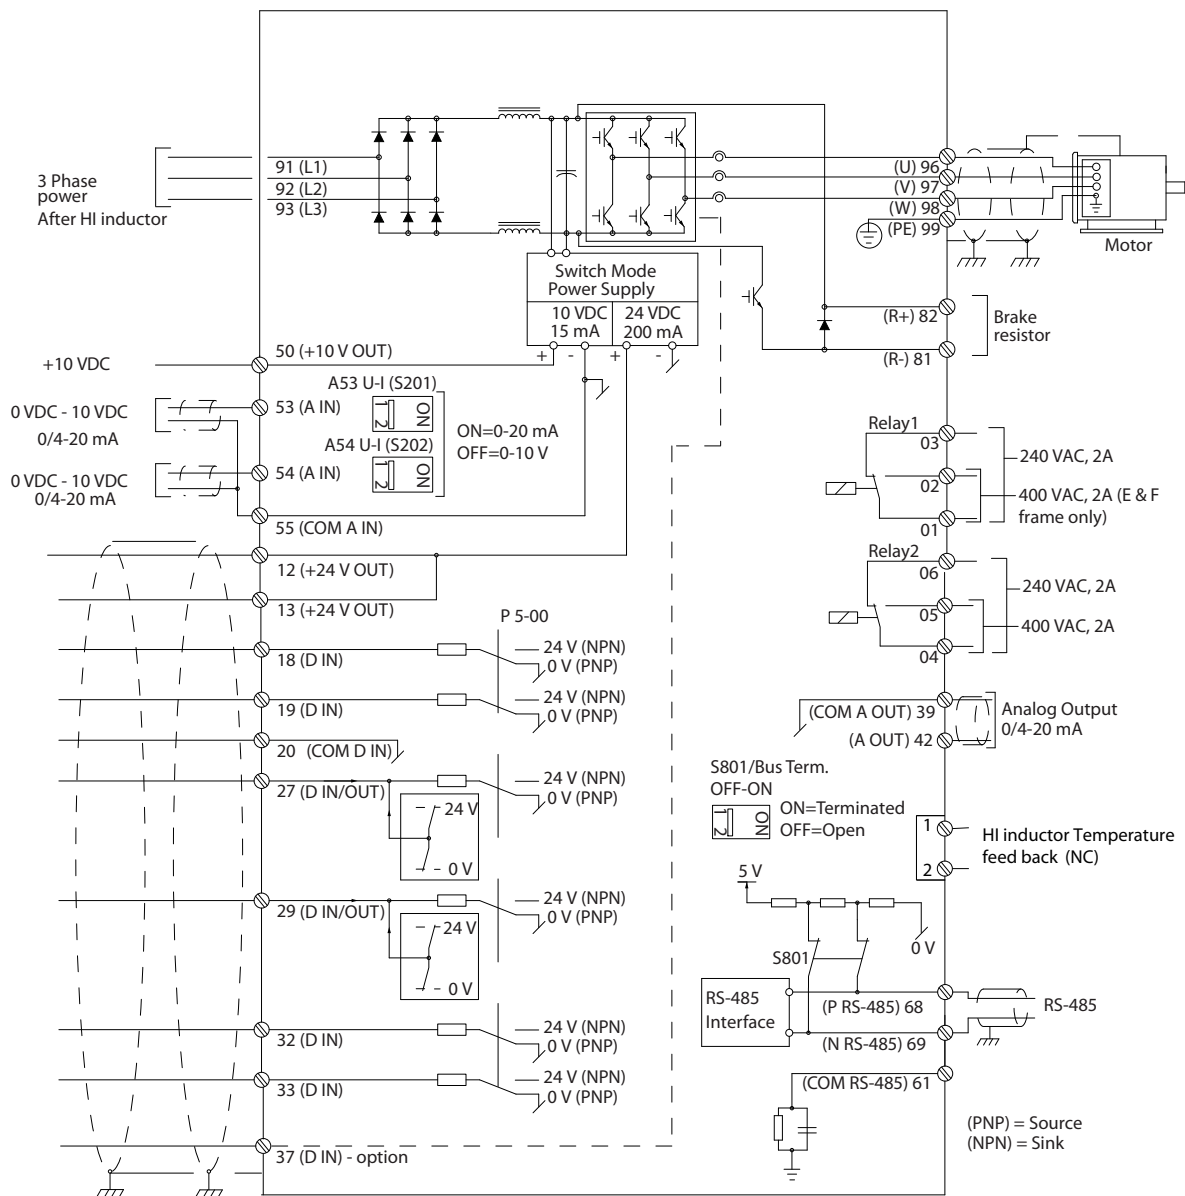 3 Phase
power
After HI inductor
91 (L1)
92 (L2)
93 (L3)
(U) 96
(V) 97
(W) 98
(PE) 99
Motor
Switch Mode
Power Supply
10 VDC
15 mA
24 VDC
200 mA
+ - + -
(R+) 82
(R-) 81
Brake
resistor
+10 VDC
50 (+10 V OUT)
0 VDC - 10 VDC
0/4-20 mA
53 (A IN)
A53 U-I (S201)
1 2
ON
0 VDC - 10 VDC
0/4-20 mA
54 (A IN)
A54 U-I (S202)
1 2
ON
ON=0-20 mA
OFF=0-10 V
55 (COM A IN)
12 (+24 V OUT)
13 (+24 V OUT)
P 5-00
18 (D IN)
24 V (NPN)
0 V (PNP)
19 (D IN)
24 V (NPN)
0 V (PNP)
20 (COM D IN)
27 (D IN/OUT)
24 V (NPN)
0 V (PNP)
24 V
0 V
29 (D IN/OUT)
24 V (NPN)
0 V (PNP)
24 V
0 V
32 (D IN)
24 V (NPN)
0 V (PNP)
33 (D IN)
24 V (NPN)
0 V (PNP)
37 (D IN) - option
Relay1
03
02
01
240 VAC, 2A
400 VAC, 2A (E & F
frame only)
Relay2
06
05
04
240 VAC, 2A
400 VAC, 2A
(COM A OUT) 39
(A OUT) 42
Analog Output
0/4-20 mA
S801/Bus Term.
OFF-ON
1 2
ON
ON=Terminated
OFF=Open
1
2
HI inductor Temperature
feed back (NC)
5 V
0 V
S801
RS-485
Interface
(P RS-485) 68
(N RS-485) 69
RS-485
(COM RS-485) 61
(PNP) = Source
(NPN) = Sink